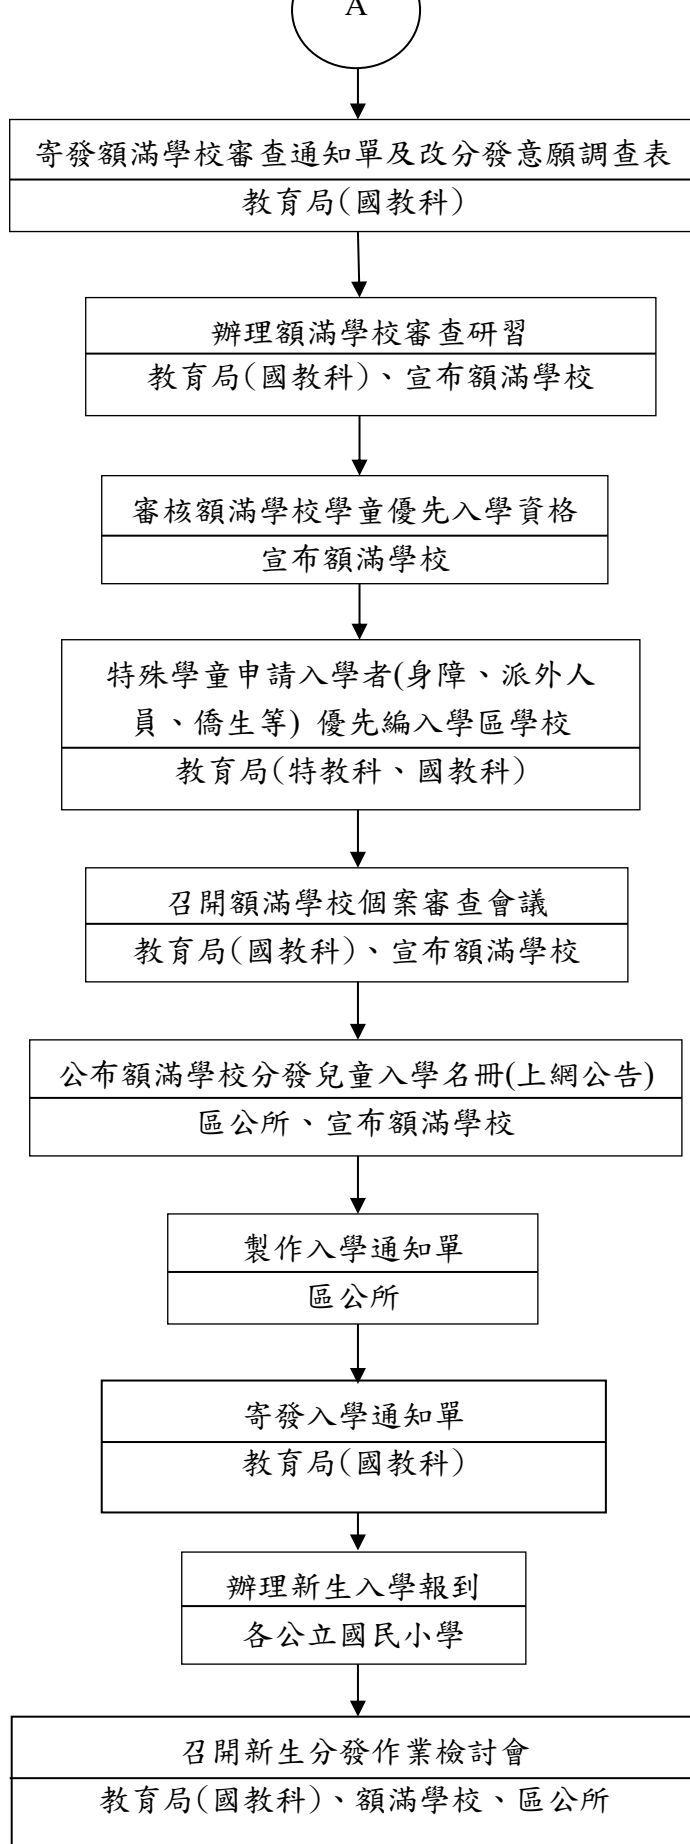 A
寄發額滿學校審查通知單及改分發意願調查表
教育局(國教科)
辦理額滿學校審查研習
教育局(國教科)、宣布額滿學校
審核額滿學校學童優先入學資格
宣布額滿學校
特殊學童申請入學者(身障、派外人
員、僑生等) 優先編入學區學校
教育局(特教科、國教科)
召開額滿學校個案審查會議
教育局(國教科)、宣布額滿學校
公布額滿學校分發兒童入學名冊(上網公告)
區公所、宣布額滿學校
製作入學通知單
區公所
寄發入學通知單
教育局(國教科)
辦理新生入學報到
各公立國民小學
召開新生分發作業檢討會
教育局(國教科)、額滿學校、區公所